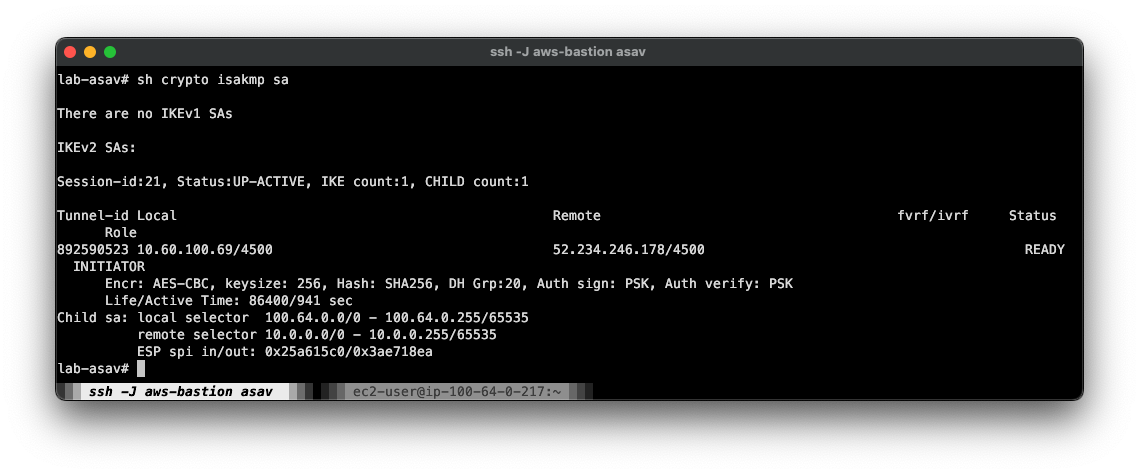 ssh -J aws-bastion asav
lab-asav# sh crypto isakmp sa
There are no IKEv1 SAs
IKEv2 SAs:
Session-id:21, Status:UP-ACTIVE, IKE count:1, CHILD count:1
Tunnel-id Local Remote fvrf/ivrf Status
Role
892590523 10.60.100.69/4500 52.234.246.178/4500 READY
INITIATOR
Encr: AES-CBC, keysize: 256, Hash: SHA256, DH Grp:20, Auth sign: PSK, Auth verify: PSK
Life/Active Time: 86400/941 sec
Child sa: local selector 100.64.0.0/0 - 100.64.0.255/65535
remote selector 10.0.0.0/0 - 10.0.0.255/65535
ESP spi in/out: 0x25a615c0/0x3ae718ea
lab-asav#
ssh -J aws-bastion asav ec2-user@ip-100-64-0-217:~